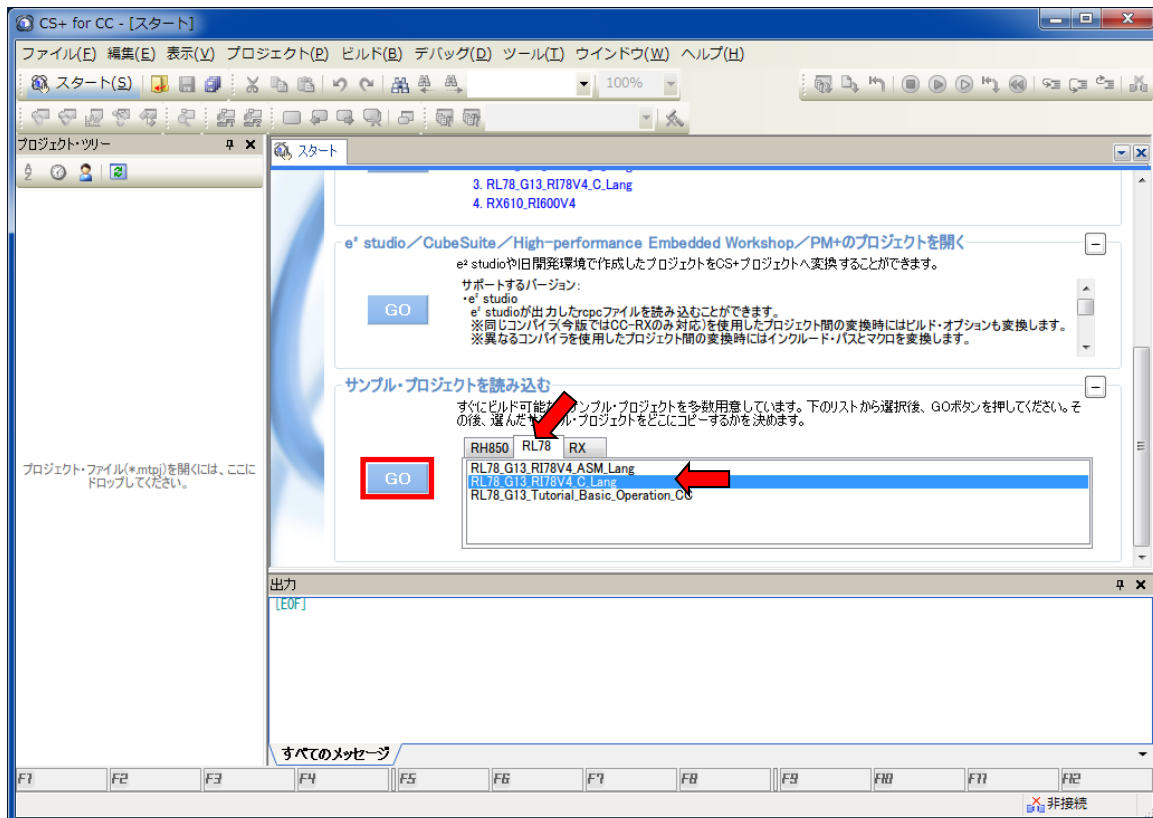 CS+ for CC - [スタート]
ファイル(F) 編集(E) 表示(V) プロジェクト(P) ビルド(B) デバッグ(D) ツール(T) ウインドウ(W) ヘルプ(H)
スタート(S) 100%
プロジェクト・ツリー
スタート
3. RL78_G13_RI78V4_C_Lang
4. RX610_RI600V4
e² studio／CubeSuite／High-performance Embedded Workshop／PM+のプロジェクトを開く
e² studioや旧開発環境で作成したプロジェクトをCS+プロジェクトへ変換することができます。
サポートするバージョン:
・e² studio
GO
e² studioが出力したrcpcファイルを読み込むことができます。
※同じコンパイラ(今版ではCC-RXのみ対応)を使用したプロジェクト間の変換時にはビルド・オプションも変換します。
※異なるコンパイラを使用したプロジェクト間の変換時にはインクルード・パスとマクロを変換します。
サンプル・プロジェクトを読み込む
すぐにビルド可能な ンプル・プロジェクトを多数用意しています。下のリストから選択後、GOボタンを押してください。そ
の後、選んだ ル・プロジェクトをどこにコピーするかを決めます。
RH850 RL78 RX
GO
RL78_G13_RI78V4_ASM_Lang
RL78_G13_RI78V4_C_Lang
RL78_G13_Tutorial_Basic_Operation_CC
プロジェクト・ファイル(*.mtpj)を開くには、ここに
ドロップしてください。
出力
[EOF]
すべてのメッセージ
F1 F2 F3 F4 F5 F6 F7 F8 F9 F10 F11 F12
非接続